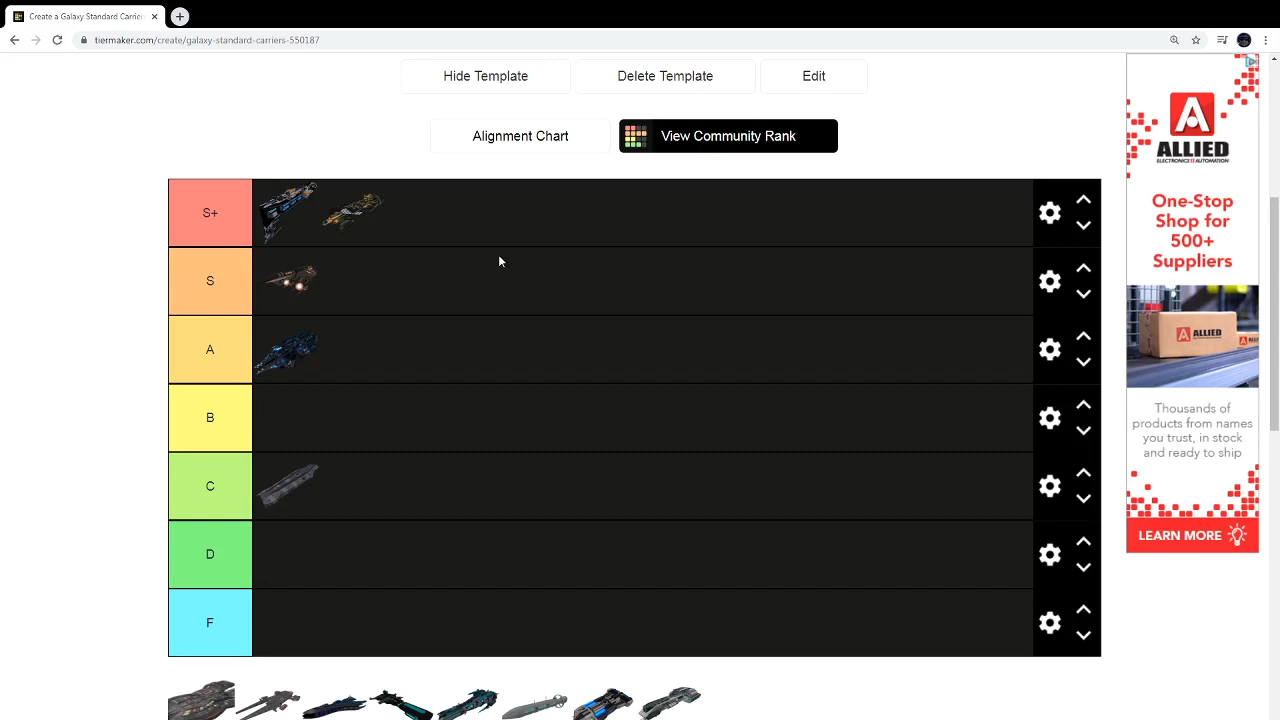 Create a Galaxy Standard Carriers
tiermaker.com/create/galaxy-standard-carriers-550187
Hide Template
Delete Template
Edit
Alignment Chart
View Community Rank
S+
S
A
B
C
D
F
A
ALLIED
ELECTRONICS & AUTOMATION
One-Stop
Shop for
500+
Suppliers
ALLIED
Thousands of
products from names
you trust, in stock
and ready to ship
LEARN MORE